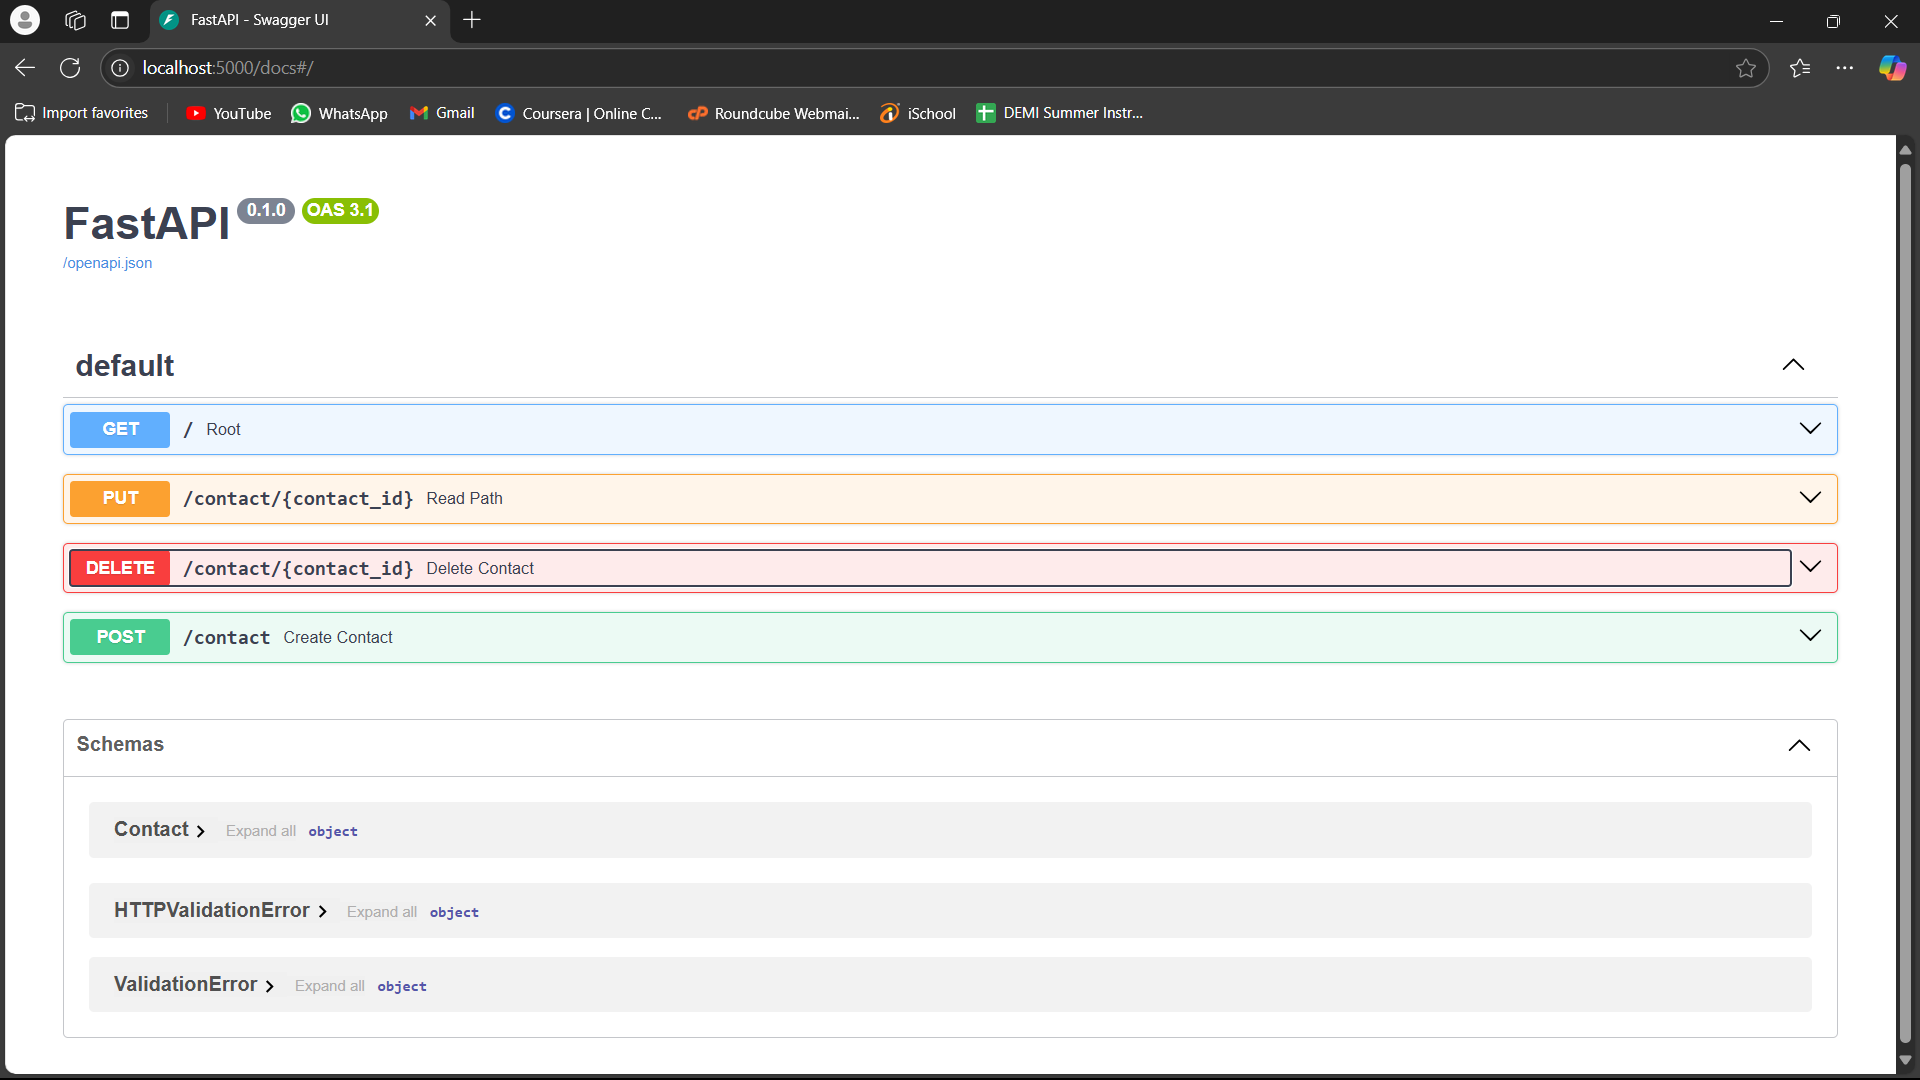 FastAPI - Swagger UI
localhost:5000/docs#/
Import favorites
YouTube
WhatsApp
Gmail
Coursera | Online C...
Roundcube Webmai...
iSchool
DEMI Summer Instr...
FastAPI 0.1.0 OAS 3.1
/openapi.json
default
GET / Root
PUT /contact/{contact_id} Read Path
DELETE /contact/{contact_id} Delete Contact
POST /contact Create Contact
Schemas
Contact Expand all object
HTTPValidationError Expand all object
ValidationError Expand all object